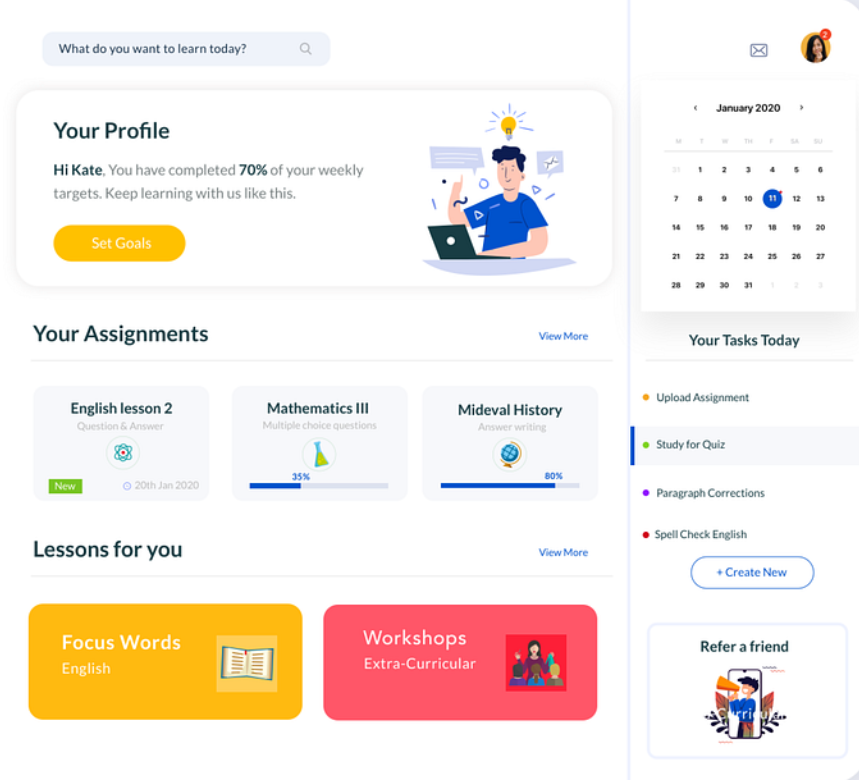 What do you want to learn today?
2
Your Profile
Hi Kate, You have completed 70% of your weekly
targets. Keep learning with us like this.
Set Goals
Your Assignments
View More
English lesson 2
Question & Answer
New
20th Jan 2020
Mathematics III
Multiple choice questions
35%
Mideval History
Answer writing
80%
Lessons for you
View More
Focus Words
English
Workshops
Extra-Curricular
‹ January 2020 ›
M T W TH F SA SU
31 1 2 3 4 5 6
7 8 9 10 11 12 13
14 15 16 17 18 19 20
21 22 23 24 25 26 27
28 29 30 31 1 2 3
Your Tasks Today
Upload Assignment
Study for Quiz
Paragraph Corrections
Spell Check English
+ Create New
Refer a friend